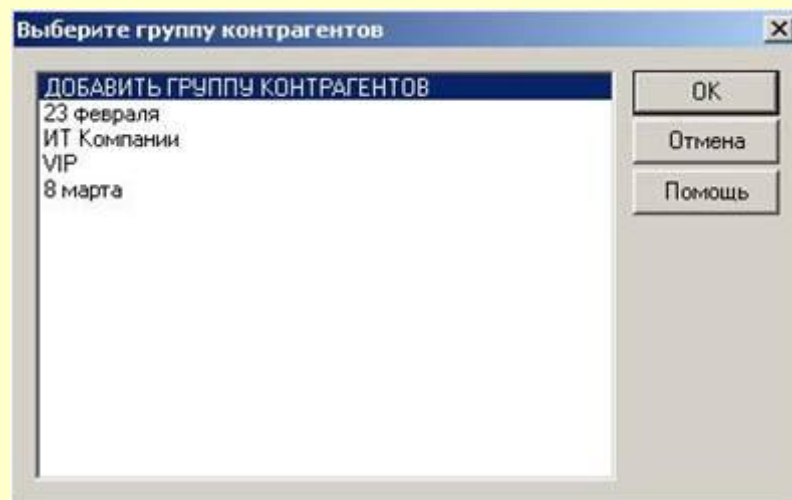 Выберите группу контрагентов
ДОБАВИТЬ ГРУППУ КОНТРАГЕНТОВ
23 февраля
ИТ Компании
VIP
8 марта
OK
Отмена
Помощь